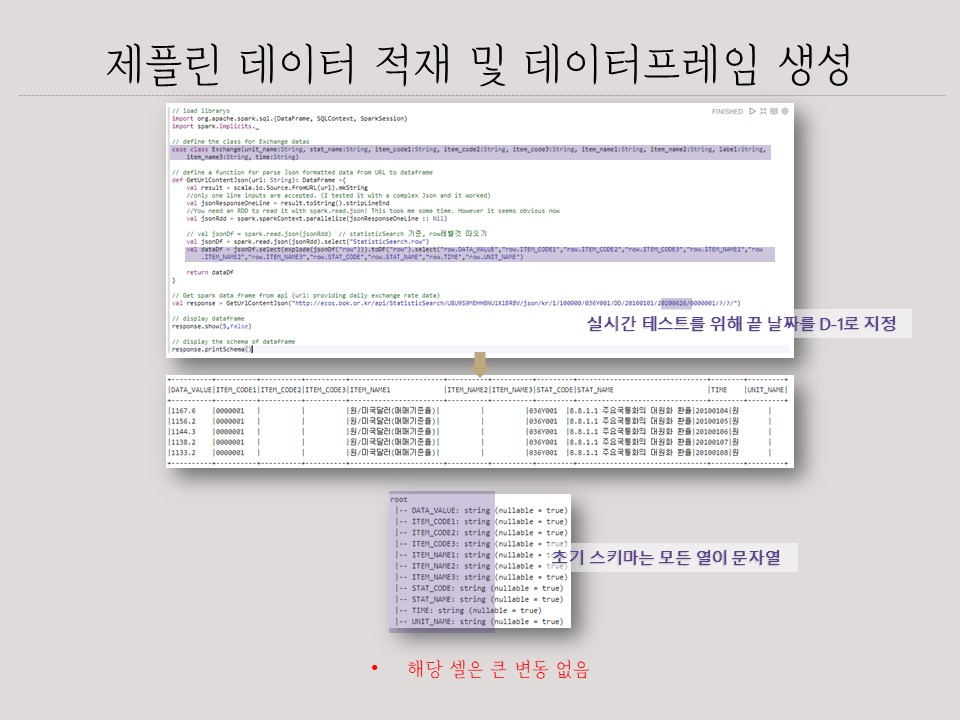 제플린 데이터 적재 및 데이터프레임 생성
// load librarys
FINISHED
import org.apache.spark.sql.{DataFrame, SQLContext, SparkSession}
import spark.implicits._
// define the class for Exchange datas
case class Exchange(unit_name:String, stat_name:String, item_code1:String, item_code2:String, item_code3:String, item_name1:String, item_name2:String, label:String,
item_name3:String, time:String)
// define a function for parse Json formatted data from URL to dataframe
def GetUrlContentJson(url: String): DataFrame ={
val result = scala.io.Source.fromURL(url).mkString
//only one line inputs are accepted. (I tested it with a complex Json and it worked)
val jsonResponseOneLine = result.toString().stripLineEnd
//You need an RDD to read it with spark.read.json! This took me some time. However it seems obvious now
val jsonRdd = spark.sparkContext.parallelize(jsonResponseOneLine :: Nil)
// val jsonDf = spark.read.json(jsonRdd) // statisticSearch 기준, row레벨것 따오기
val jsonDf = spark.read.json(jsonRdd).select("StatisticSearch.row")
val dataDf = jsonDf.select(explode(jsonDf("row"))).toDF("row").select("row.DATA_VALUE","row.ITEM_CODE1","row.ITEM_CODE2","row.ITEM_CODE3","row.ITEM_NAME1","row
.ITEM_NAME2","row.ITEM_NAME3","row.STAT_CODE","row.STAT_NAME","row.TIME","row.UNIT_NAME")
return dataDf
}
// Get spark data frame from api (url: providing daily exchange rate data)
// display dataframe
response.show(5,false)
실시간 테스트를 위해 끝 날짜를 D-1로 지정
// display the schema of dataframe
response.printSchema()
|DATA_VALUE|ITEM_CODE1|ITEM_CODE2|ITEM_CODE3|ITEM_NAME1 |ITEM_NAME2|ITEM_NAME3|STAT_CODE|STAT_NAME |TIME |UNIT_NAME|
|1167.6 |0000001 | | |원/미국달러(매매기준율)| | |036Y001 |8.8.1.1 주요국통화의 대원화 환율|20100104|원 |
|1156.2 |0000001 | | |원/미국달러(매매기준율)| | |036Y001 |8.8.1.1 주요국통화의 대원화 환율|20100105|원 |
|1144.3 |0000001 | | |원/미국달러(매매기준율)| | |036Y001 |8.8.1.1 주요국통화의 대원화 환율|20100106|원 |
|1138.2 |0000001 | | |원/미국달러(매매기준율)| | |036Y001 |8.8.1.1 주요국통화의 대원화 환율|20100107|원 |
|1133.2 |0000001 | | |원/미국달러(매매기준율)| | |036Y001 |8.8.1.1 주요국통화의 대원화 환율|20100108|원 |
root
|-- DATA_VALUE: string (nullable = true)
|-- ITEM_CODE1: string (nullable = true)
|-- ITEM_CODE2: string (nullable = true)
|-- ITEM_CODE3: string (nullable = true)
|-- ITEM_NAME1: string (nullable = true)
초기 스키마는 모든 열이 문자열
|-- ITEM_NAME2: string (nullable = true)
|-- ITEM_NAME3: string (nullable = true)
|-- STAT_CODE: string (nullable = true)
|-- STAT_NAME: string (nullable = true)
|-- TIME: string (nullable = true)
|-- UNIT_NAME: string (nullable = true)
• 해당 셀은 큰 변동 없음